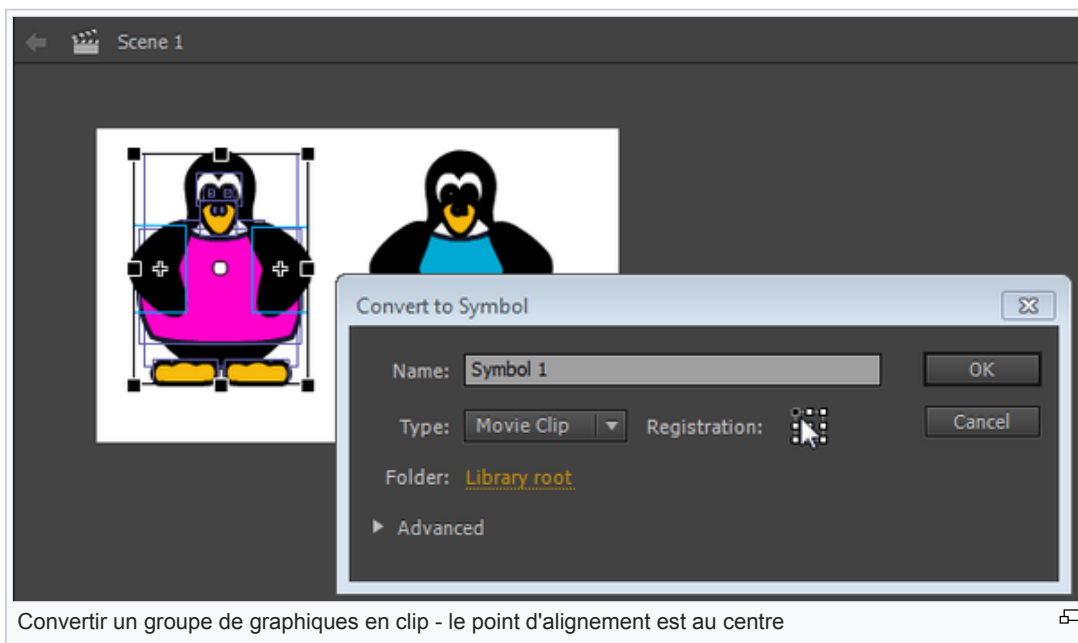 Scene 1
Convert to Symbol
Name: Symbol 1 OK
Type: Movie Clip Registration: Cancel
Folder: Library root
Advanced
Convertir un groupe de graphiques en clip - le point d'alignement est au centre